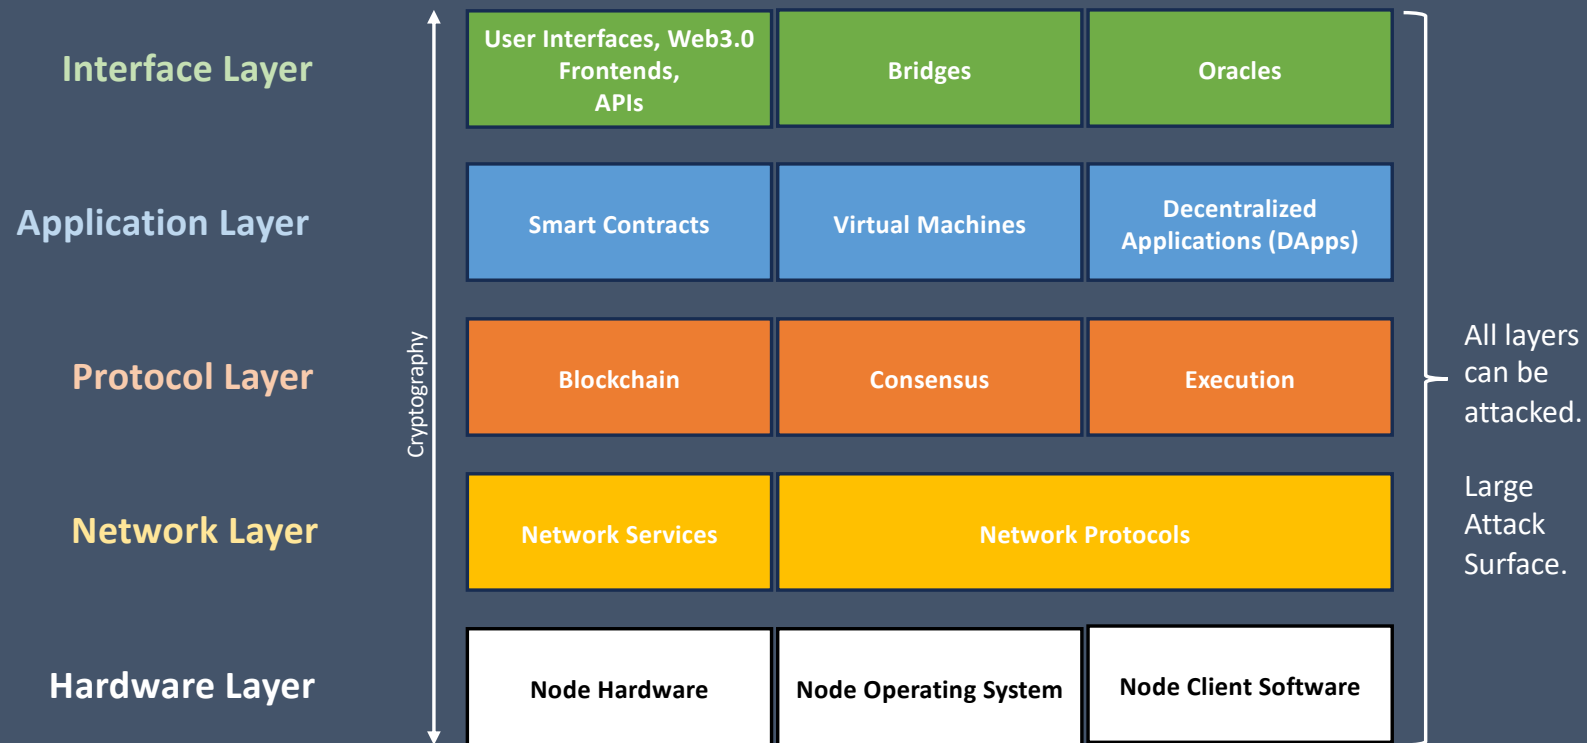 Interface Layer
User Interfaces, Web3.0
Frontends,
APIs
Bridges
Oracles
Application Layer
Smart Contracts
Virtual Machines
Decentralized
Applications (DApps)
Cryptography
Protocol Layer
Blockchain
Consensus
Execution
All layers
can be
attacked.
Large
Attack
Surface.
Network Layer
Network Services
Network Protocols
Hardware Layer
Node Hardware
Node Operating System
Node Client Software